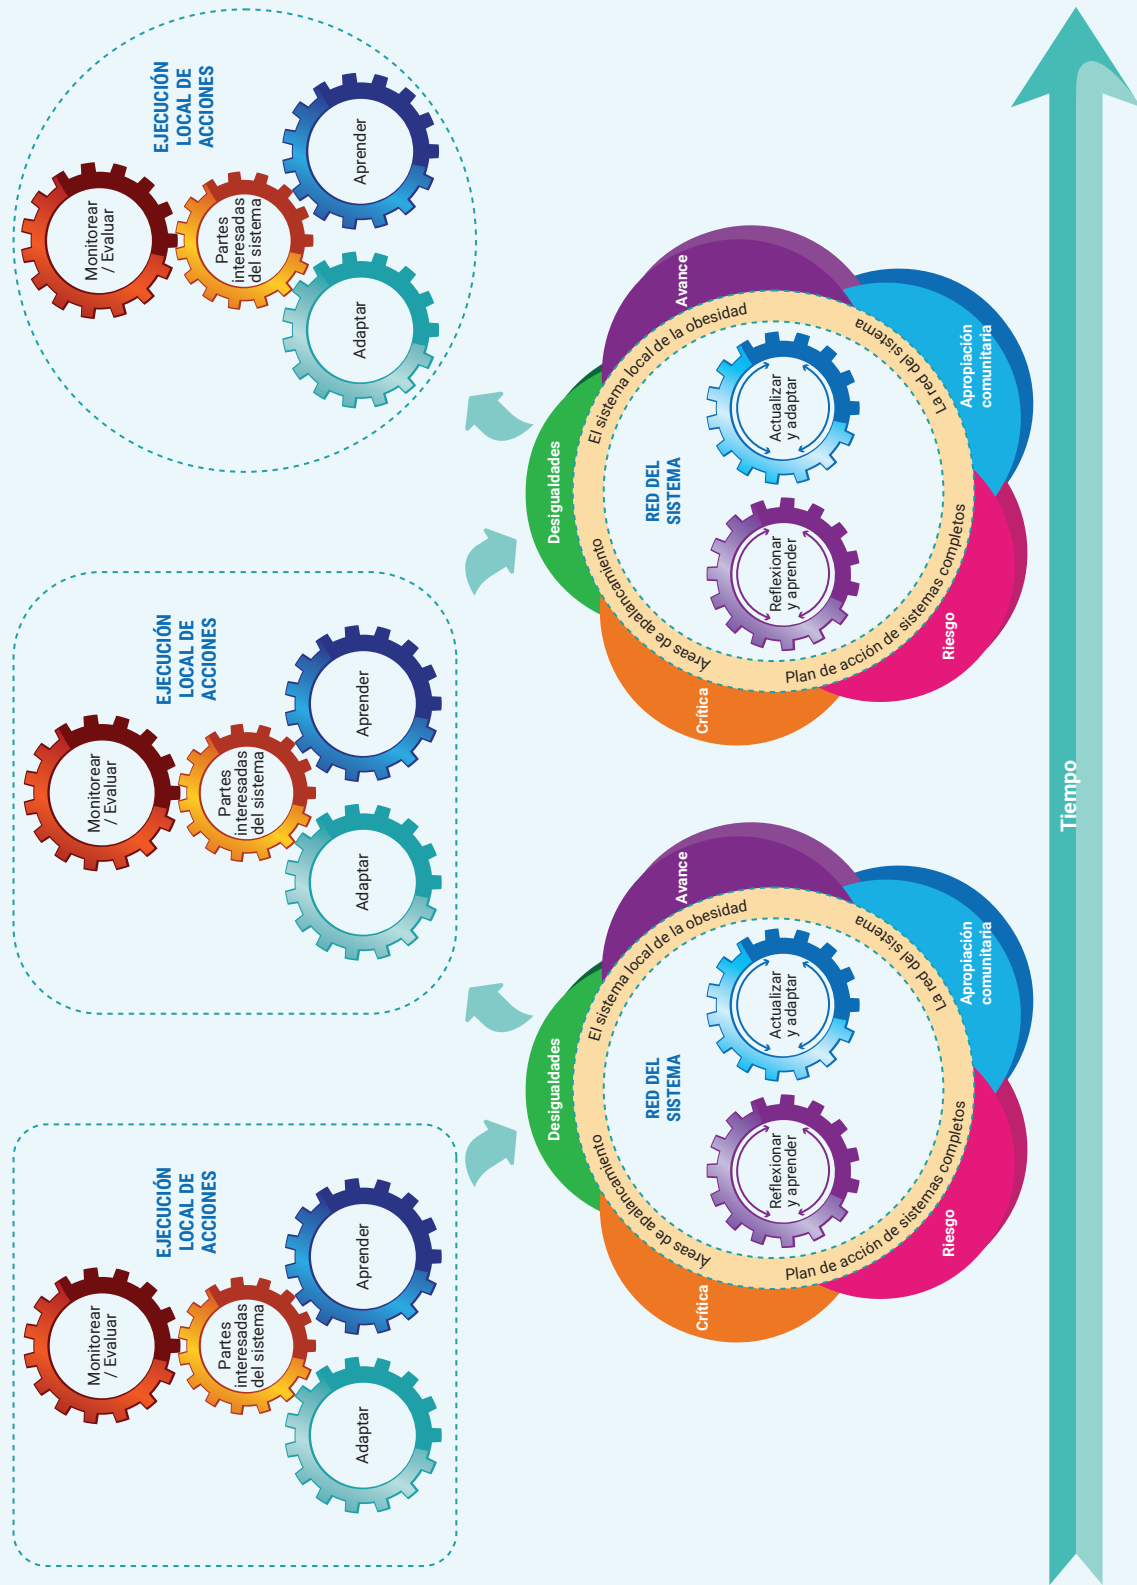 Monitorear
/ Evaluar
EJECUCIÓN
LOCAL DE
ACCIONES
Partes
interesadas
del sistema
Adaptar
Aprender
Monitorear
/ Evaluar
EJECUCIÓN
LOCAL DE
ACCIONES
Partes
interesadas
del sistema
Adaptar
Aprender
Monitorear
/ Evaluar
EJECUCIÓN
LOCAL DE
ACCIONES
Partes
interesadas
del sistema
Adaptar
Aprender
Desigualdades
El sistema local de la obesidad
Avance
Áreas de apalancamiento
RED DEL
SISTEMA
Crítica
Reflexionar
y aprender
Actualizar
y adaptar
La red del sistema
Plan de acción de sistemas completos
Riesgo
Apropiación
comunitaria
Desigualdades
El sistema local de la obesidad
Avance
Áreas de apalancamiento
RED DEL
SISTEMA
Crítica
Reflexionar
y aprender
Actualizar
y adaptar
La red del sistema
Plan de acción de sistemas completos
Riesgo
Apropiación
comunitaria
Tiempo